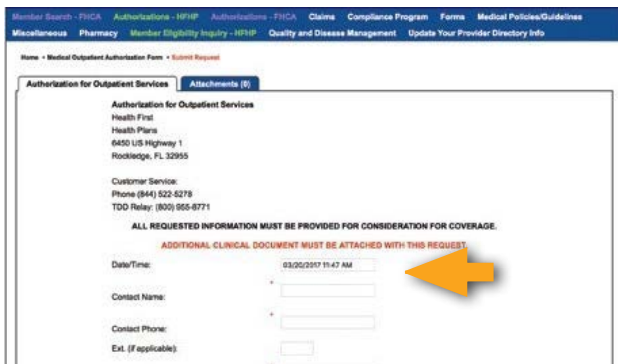 Member Search - FHCA Authorizations - HFHP Authorizations - FHCA Claims Compliance Program Forms Medical Policies/Guidelines
Miscellaneous Pharmacy Member Eligibility Inquiry - HFHP Quality and Disease Management Update Your Provider Directory Info
Home • Medical Outpatient Authorization Form • Submit Request
Authorization for Outpatient Services Attachments (0)
Authorization for Outpatient Services
Health First
Health Plans
6450 US Highway 1
Rockledge, FL 32955
Customer Service:
Phone (844) 522-5278
TDD Relay: (800) 955-8771
ALL REQUESTED INFORMATION MUST BE PROVIDED FOR CONSIDERATION FOR COVERAGE.
ADDITIONAL CLINICAL DOCUMENT MUST BE ATTACHED WITH THIS REQUEST.
Date/Time: 03/20/2017 11:47 AM
*
Contact Name:
*
Contact Phone:
Ext. (if applicable):